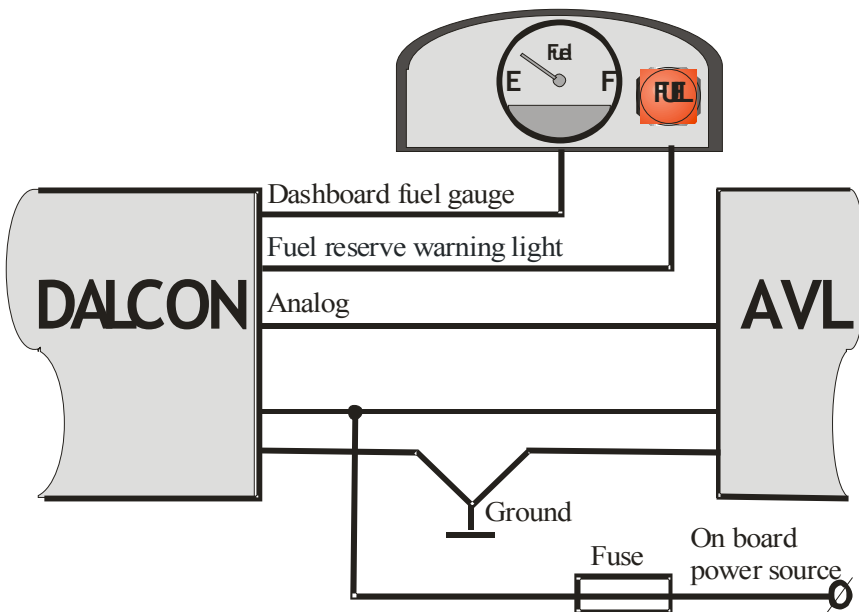 Fuel
E F
FUEL
Dashboard fuel gauge
Fuel reserve warning light
DALCON
AVL
Analog
Ground
Fuse
On board
power source